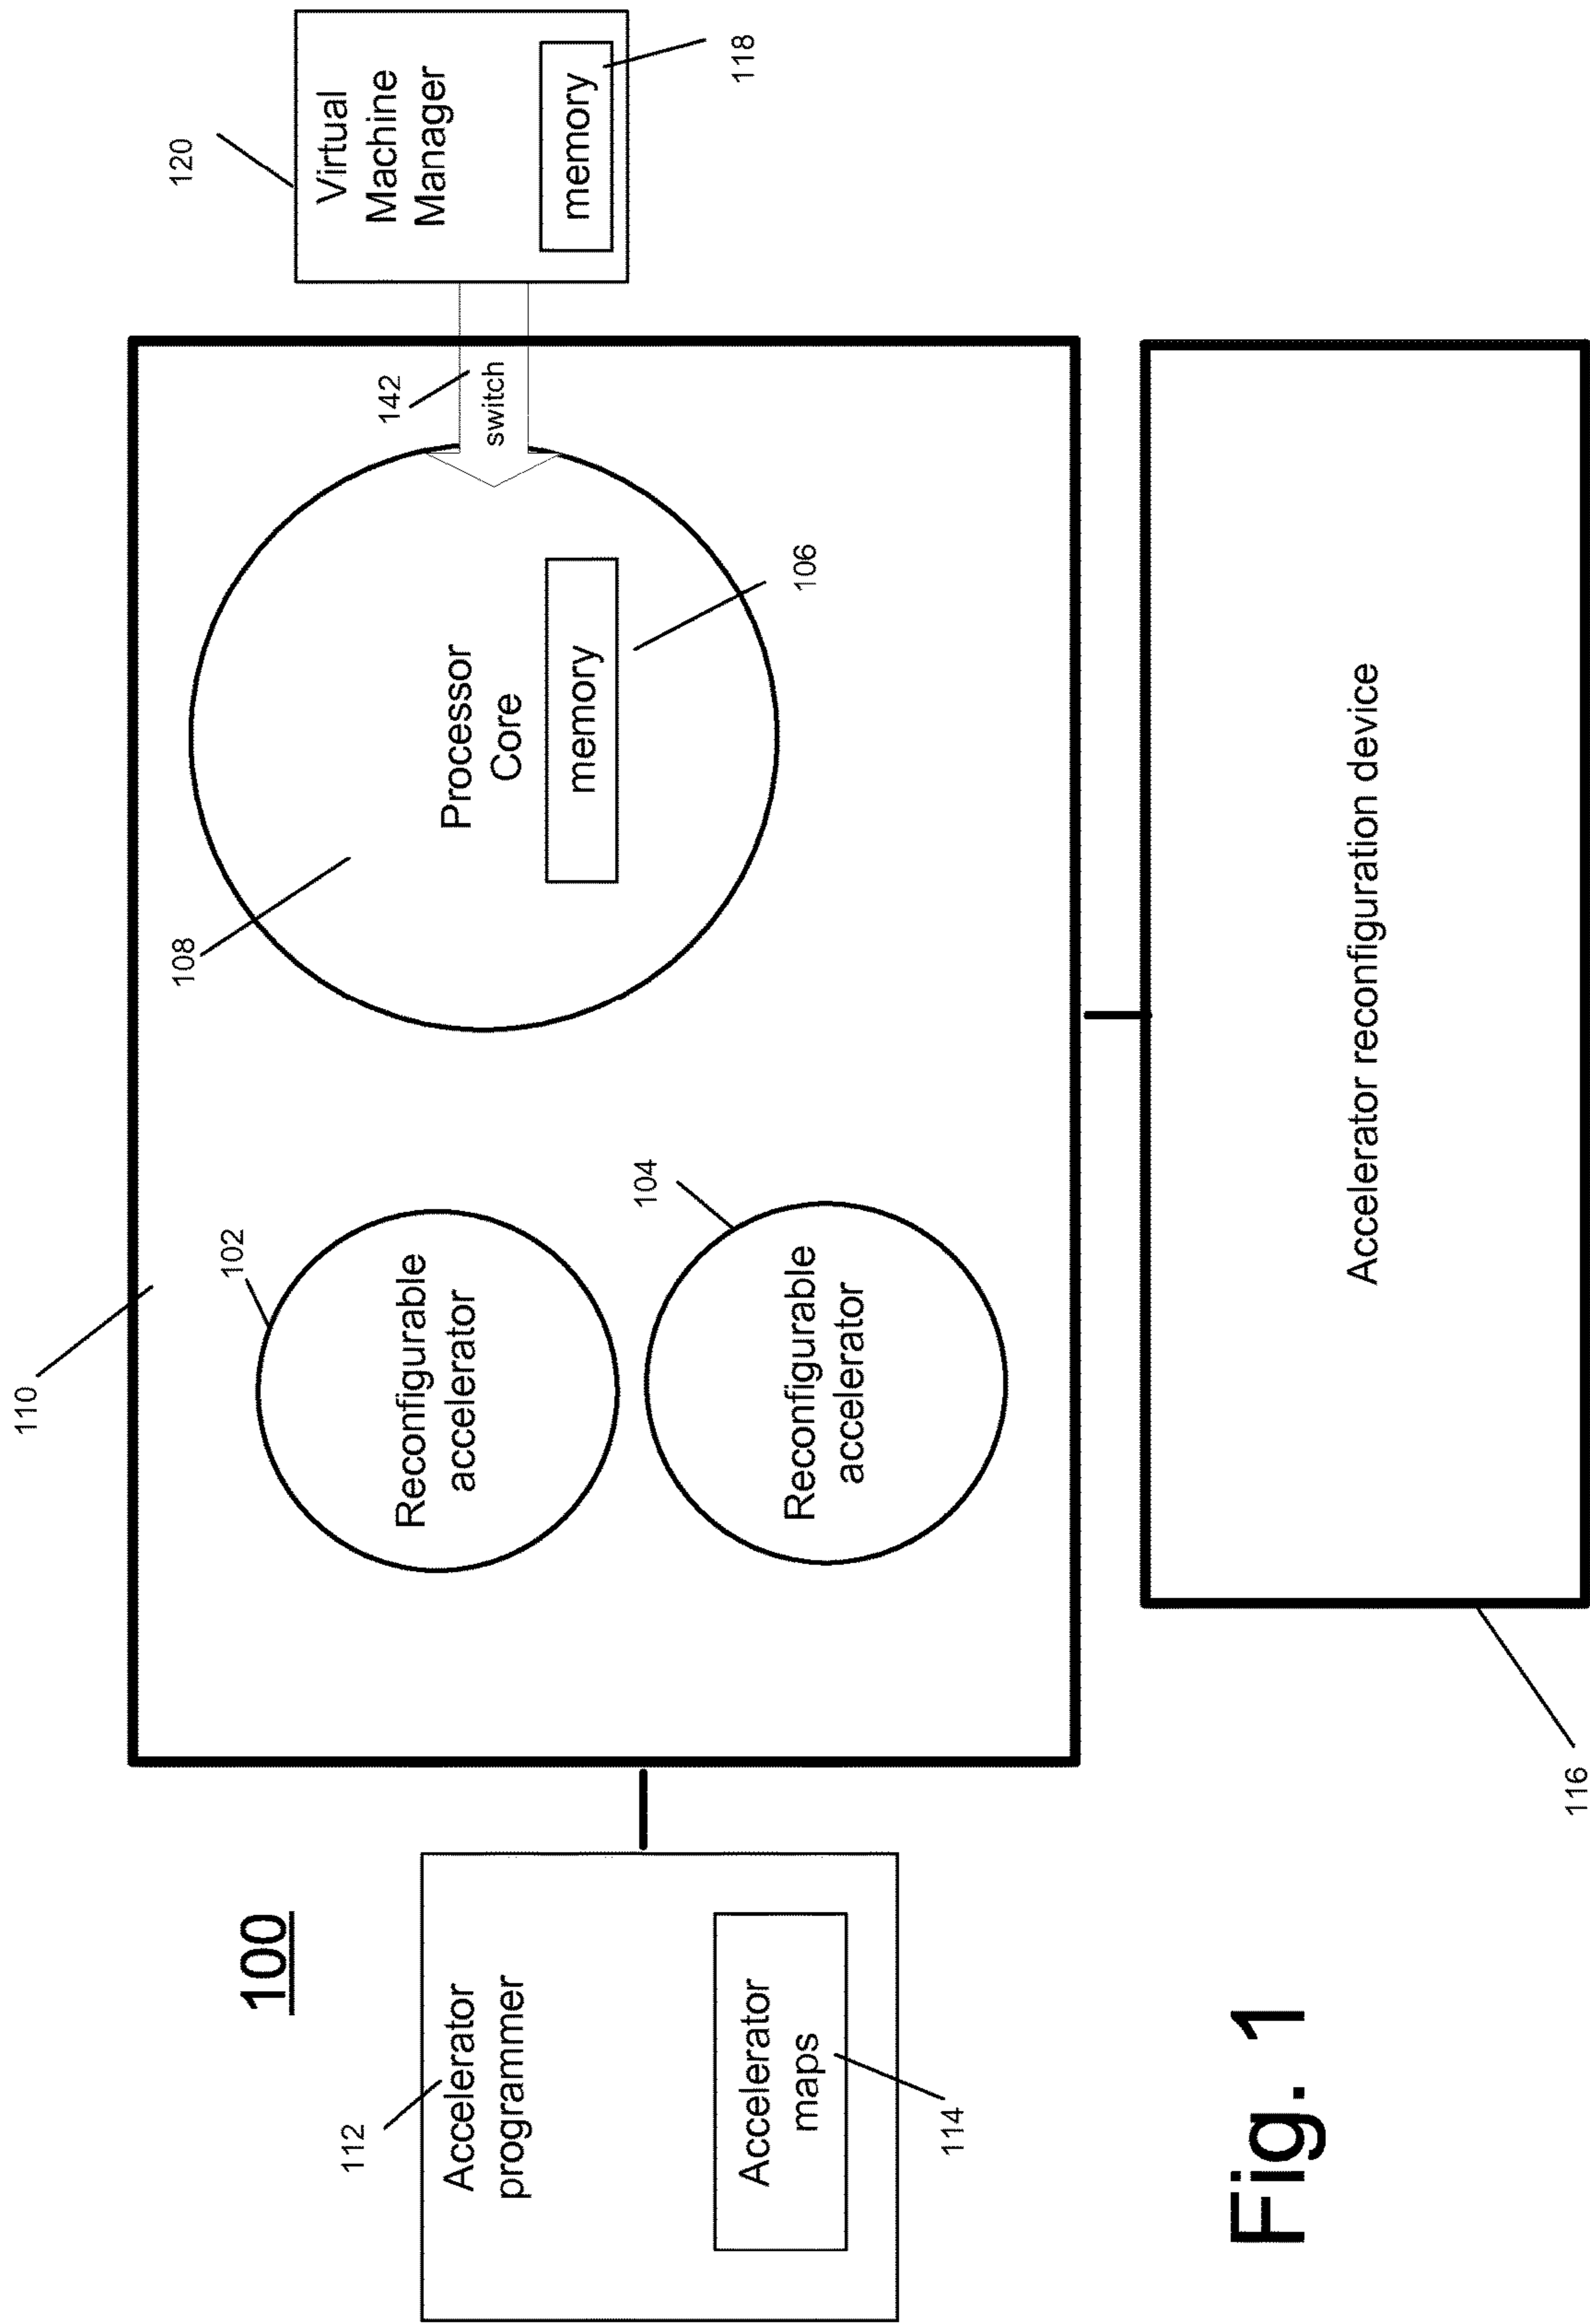 100
110
120
Virtual
Machine
Manager
memory
118
142
switch
108
Processor
Core
memory
106
102
Reconfigurable
accelerator
104
Reconfigurable
accelerator
112
Accelerator
programmer
Accelerator
maps
114
Accelerator reconfiguration device
116
Fig. 1